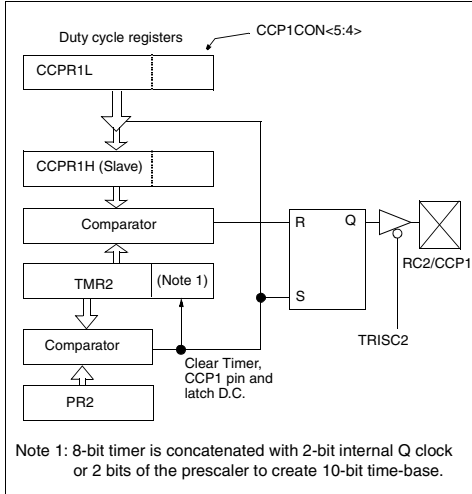 Duty cycle registers
CCP1CON<5:4>
CCPR1L
CCPR1H (Slave)
Comparator
TMR2
(Note 1)
Comparator
PR2
Clear Timer,
CCP1 pin and
latch D.C.
R
Q
S
RC2/CCP1
TRISC2
Note 1: 8-bit timer is concatenated with 2-bit internal Q clock
or 2 bits of the prescaler to create 10-bit time-base.